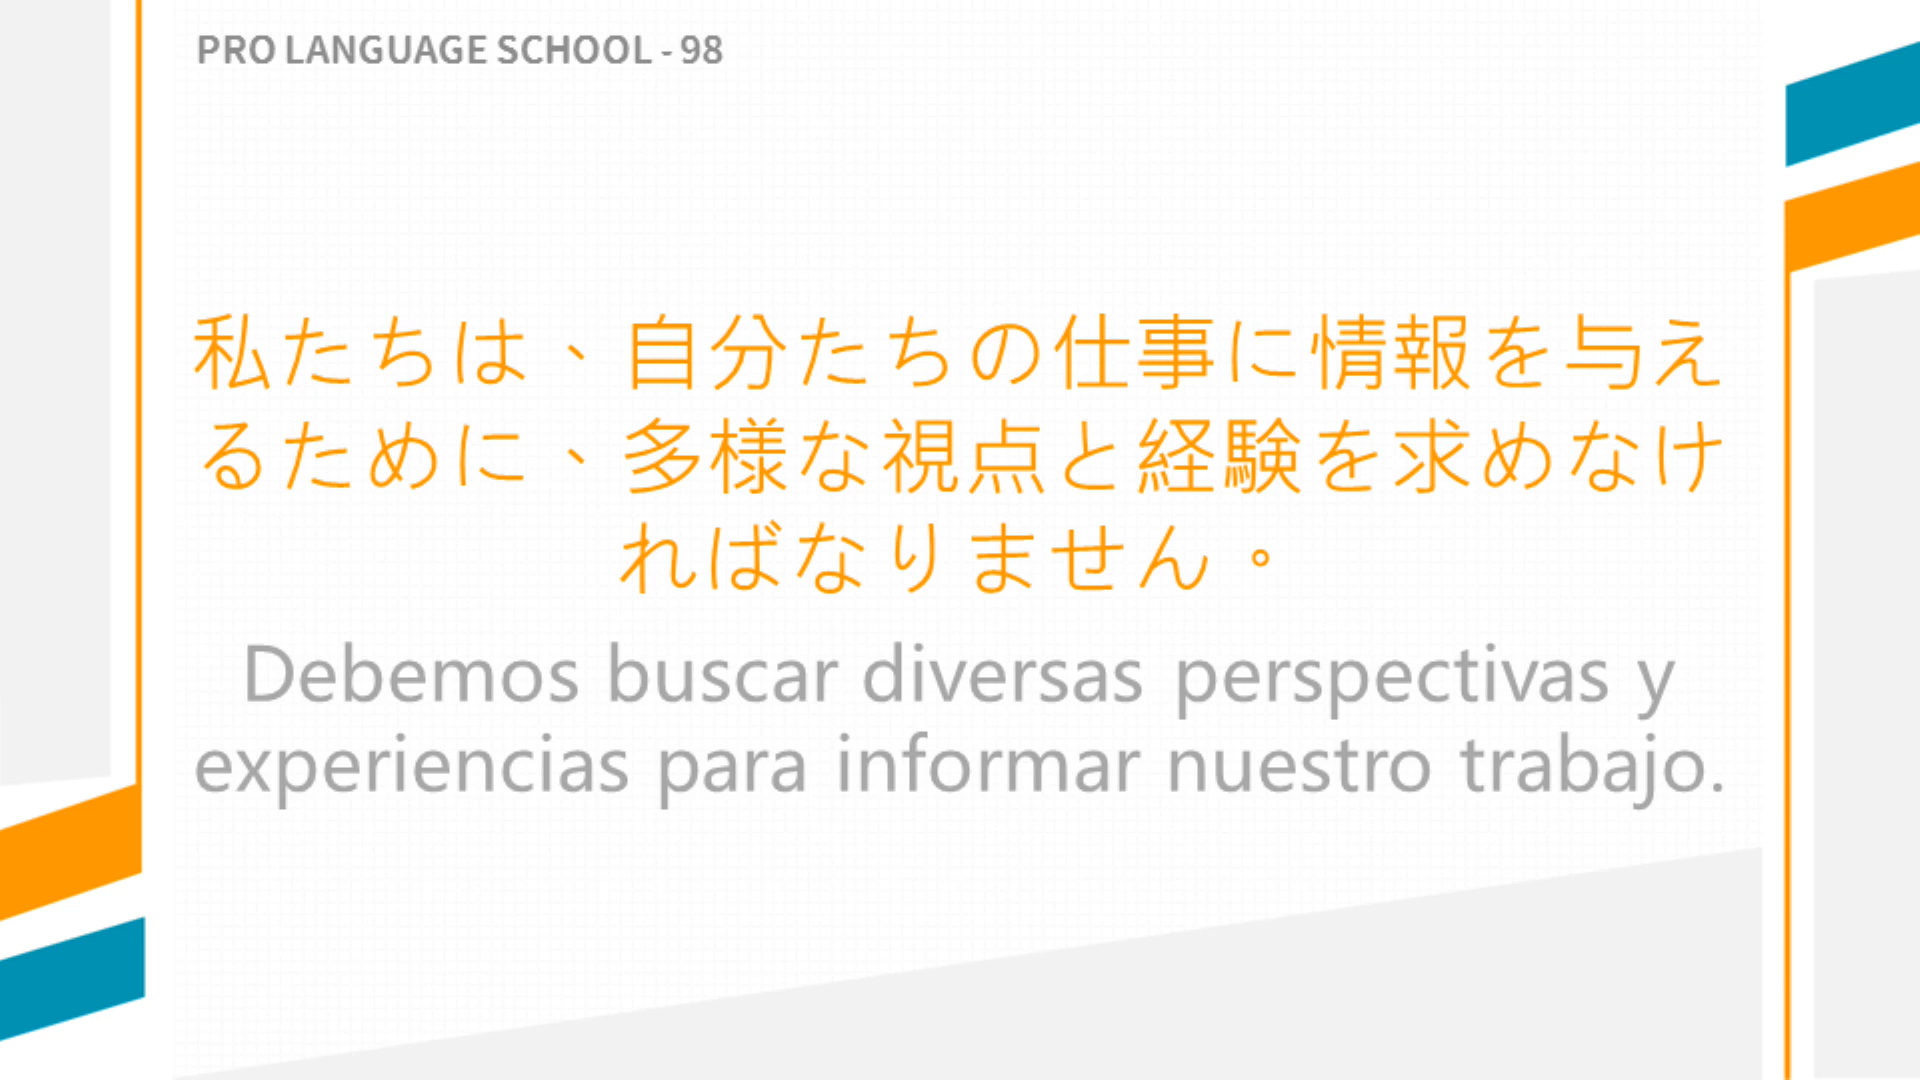 PRO LANGUAGE SCHOOL - 98
私たちは、自分たちの仕事に情報を与え
るために、多様な視点と経験を求めなけ
ればなりません。
Debemos buscar diversas perspectivas y
experiencias para informar nuestro trabajo.